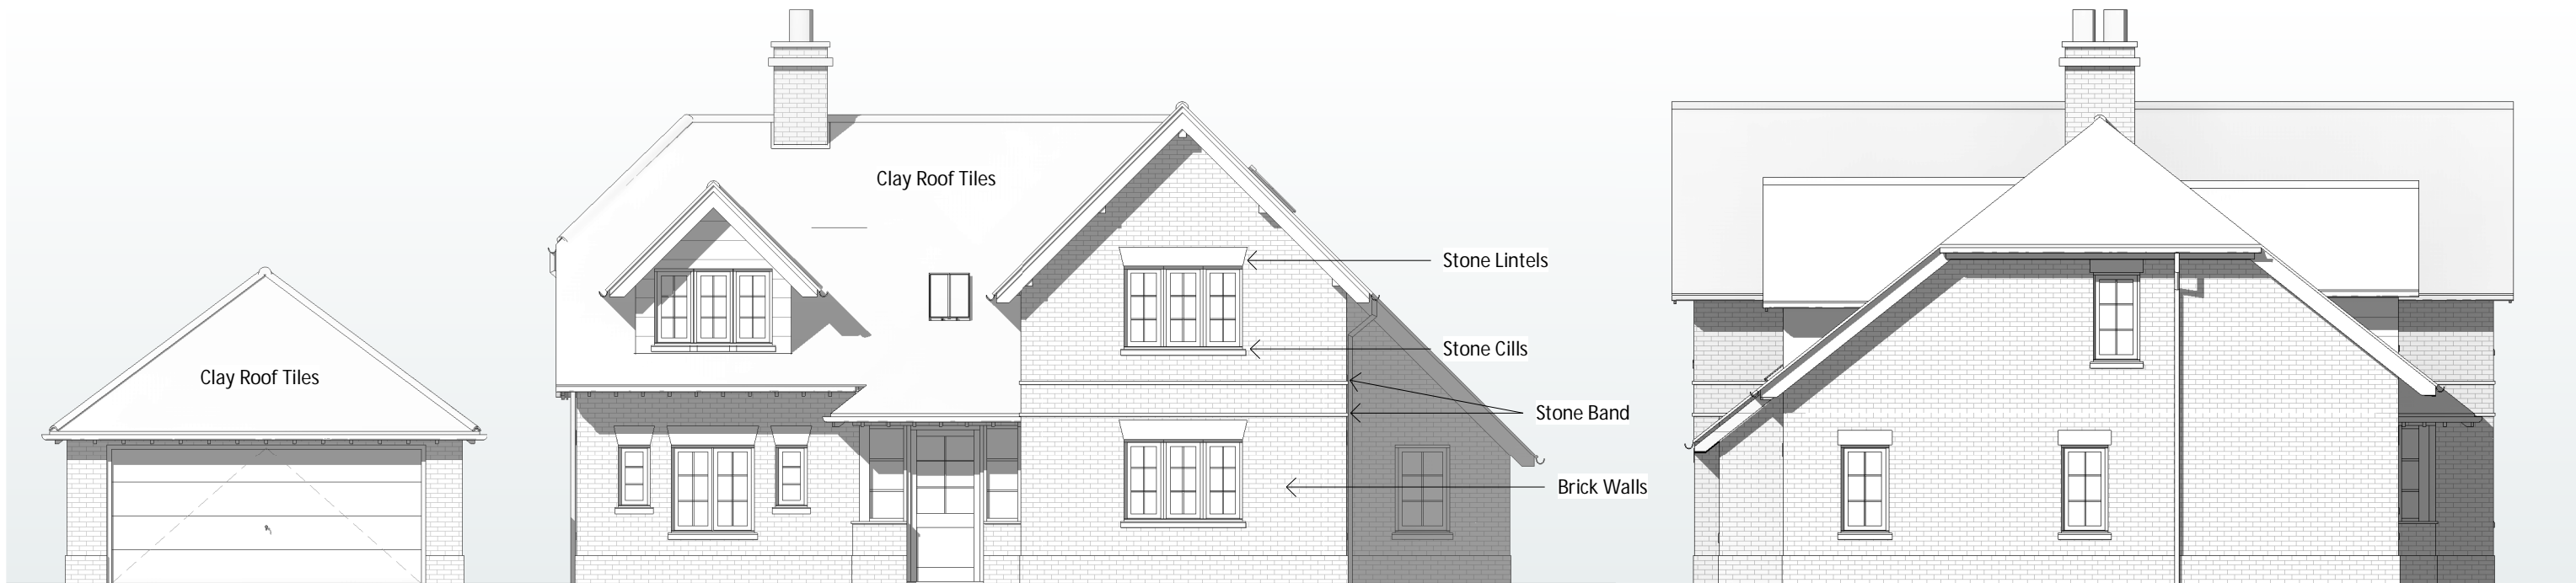 Clay Roof Tiles
Clay Roof Tiles
Stone Lintels
Stone Cills
Stone Band
Brick Walls